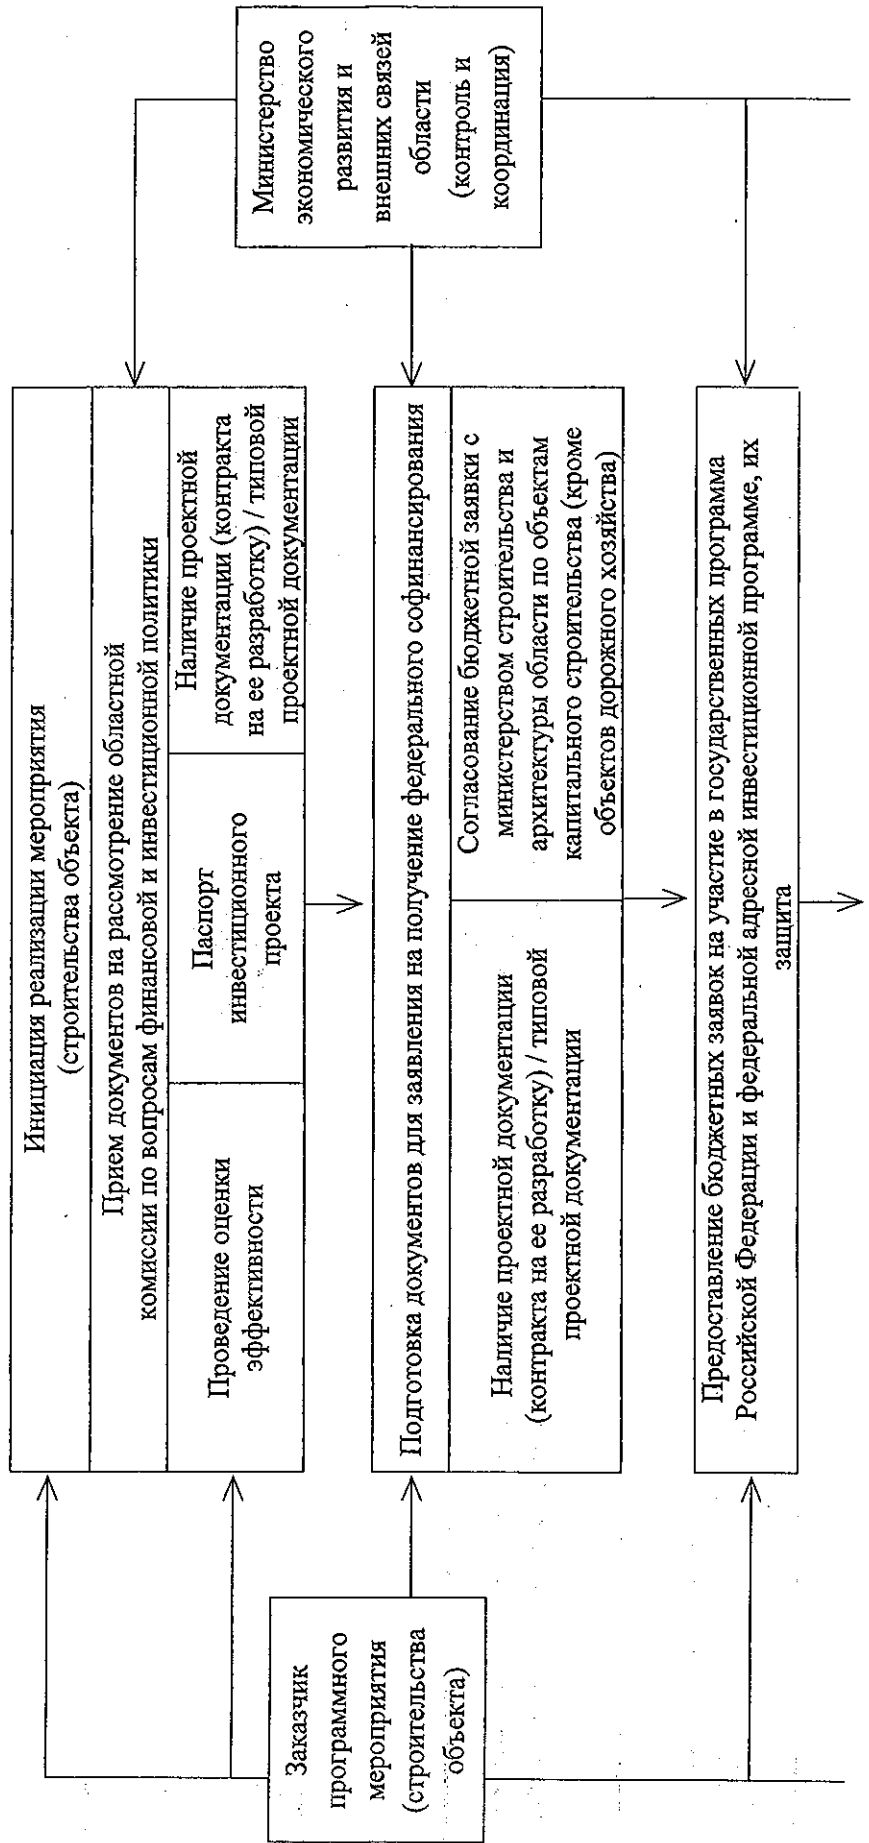 Инициация реализации мероприятия
(строительства объекта)
Прием документов на рассмотрение областной
комиссии по вопросам финансовой и инвестиционной политики
Проведение оценки
эффективности
Паспорт
инвестиционного
проекта
Наличие проектной
документации (контракта
на ее разработку) / типовой
проектной документации
Заказчик
программного
мероприятия
(строительства
объекта)
Министерство
экономического
развития и
внешних связей
области
(контроль и
координация)
Подготовка документов для заявления на получение федерального софинансирования
Наличие проектной документации
(контракта на ее разработку) / типовой
проектной документации
Согласование бюджетной заявки с
министерством строительства и
архитектуры области по объектам
капитального строительства (кроме
объектов дорожного хозяйства)
Предоставление бюджетных заявок на участие в государственных программа
Российской Федерации и федеральной адресной инвестиционной программе, их
защита